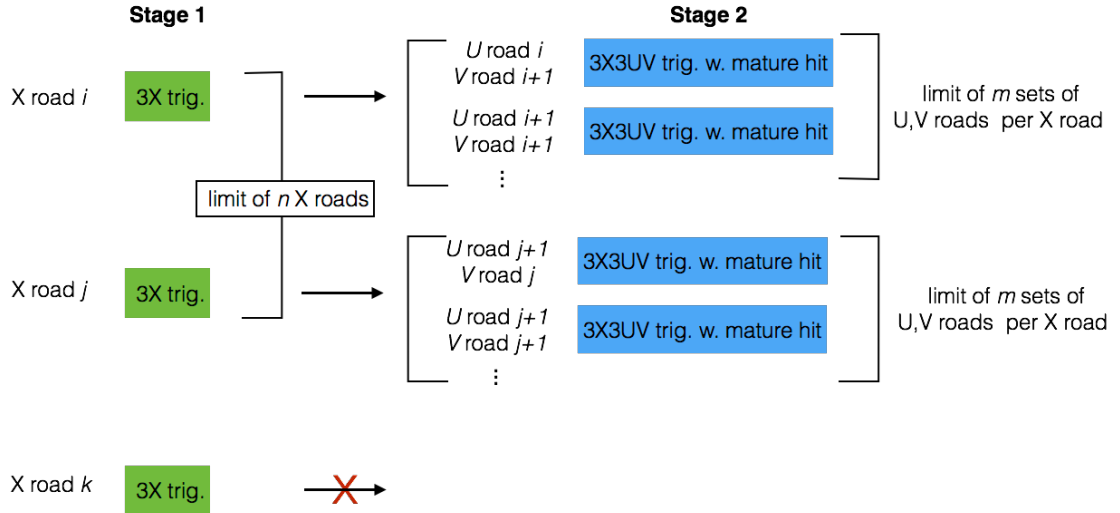 Stage 1
Stage 2
X road i
3X trig.
U road i
V road i+1
3X3UV trig. w. mature hit
U road i+1
V road i+1
3X3UV trig. w. mature hit
⋮
limit of m sets of
U,V roads per X road
limit of n X roads
X road j
3X trig.
U road j+1
V road j
3X3UV trig. w. mature hit
U road j+1
V road j+1
3X3UV trig. w. mature hit
⋮
limit of m sets of
U,V roads per X road
X road k
3X trig.
X